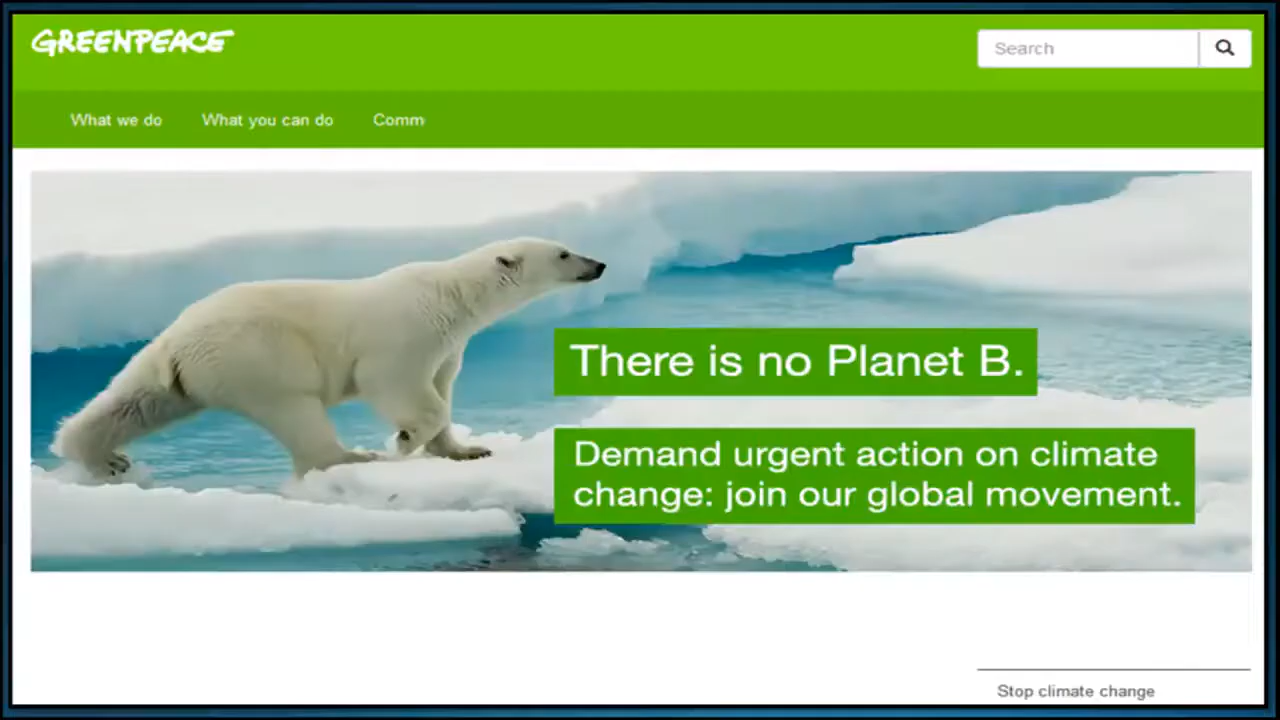 GREENPEACE
Search
What we do
What you can do
Comm
There is no Planet B.
Demand urgent action on climate
change: join our global movement.
Stop climate change